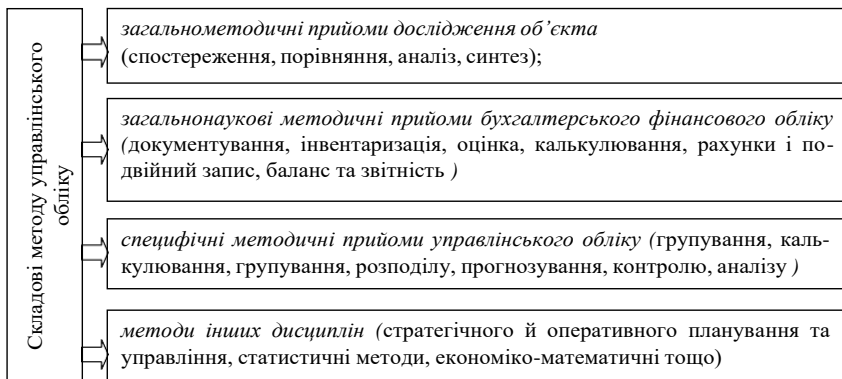 Складові методу управлінського
обліку
загальнометодичні прийоми дослідження об’єкта
(спостереження, порівняння, аналіз, синтез);
загальнонаукові методичні прийоми бухгалтерського фінансового обліку
(документування, інвентаризація, оцінка, калькулювання, рахунки і по-
двійний запис, баланс та звітність )
специфічні методичні прийоми управлінського обліку (групування, каль-
кулювання, групування, розподілу, прогнозування, контролю, аналізу )
методи інших дисциплін (стратегічного й оперативного планування та
управління, статистичні методи, економіко-математичні тощо)